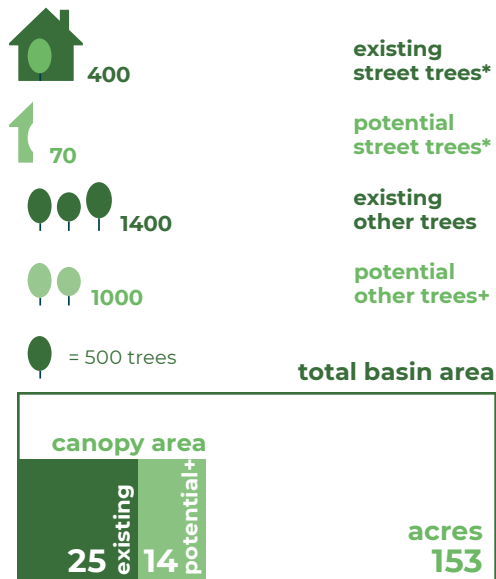 400
existing
street trees*
70
potential
street trees*
1400
existing
other trees
1000
potential
other trees+
= 500 trees
total basin area
canopy area
25
existing
14
potential+
acres
153